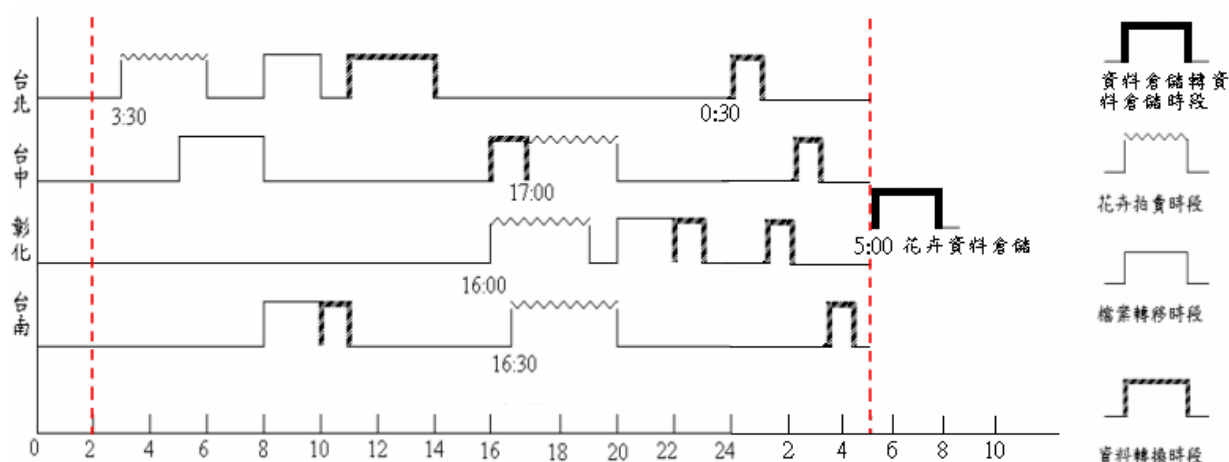 台北
3:30
0:30
台中
17:00
彰化
16:00
5:00 花卉資料倉儲
台南
16:30
0 2 4 6 8 10 12 14 16 18 20 22 24 2 4 6 8 10
資料倉儲轉資
料倉儲時段
花卉拍賣時段
檔案轉移時段
資料轉換時段